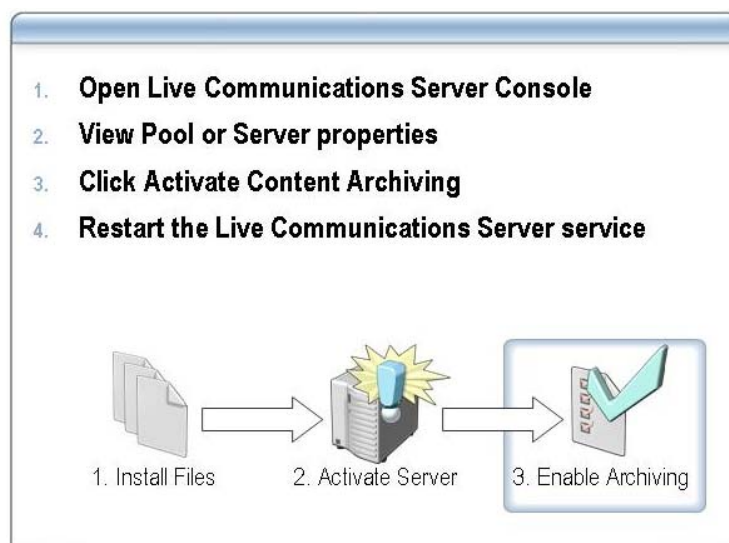 1. Open Live Communications Server Console
2. View Pool or Server properties
3. Click Activate Content Archiving
4. Restart the Live Communications Server service
1. Install Files
2. Activate Server
3. Enable Archiving